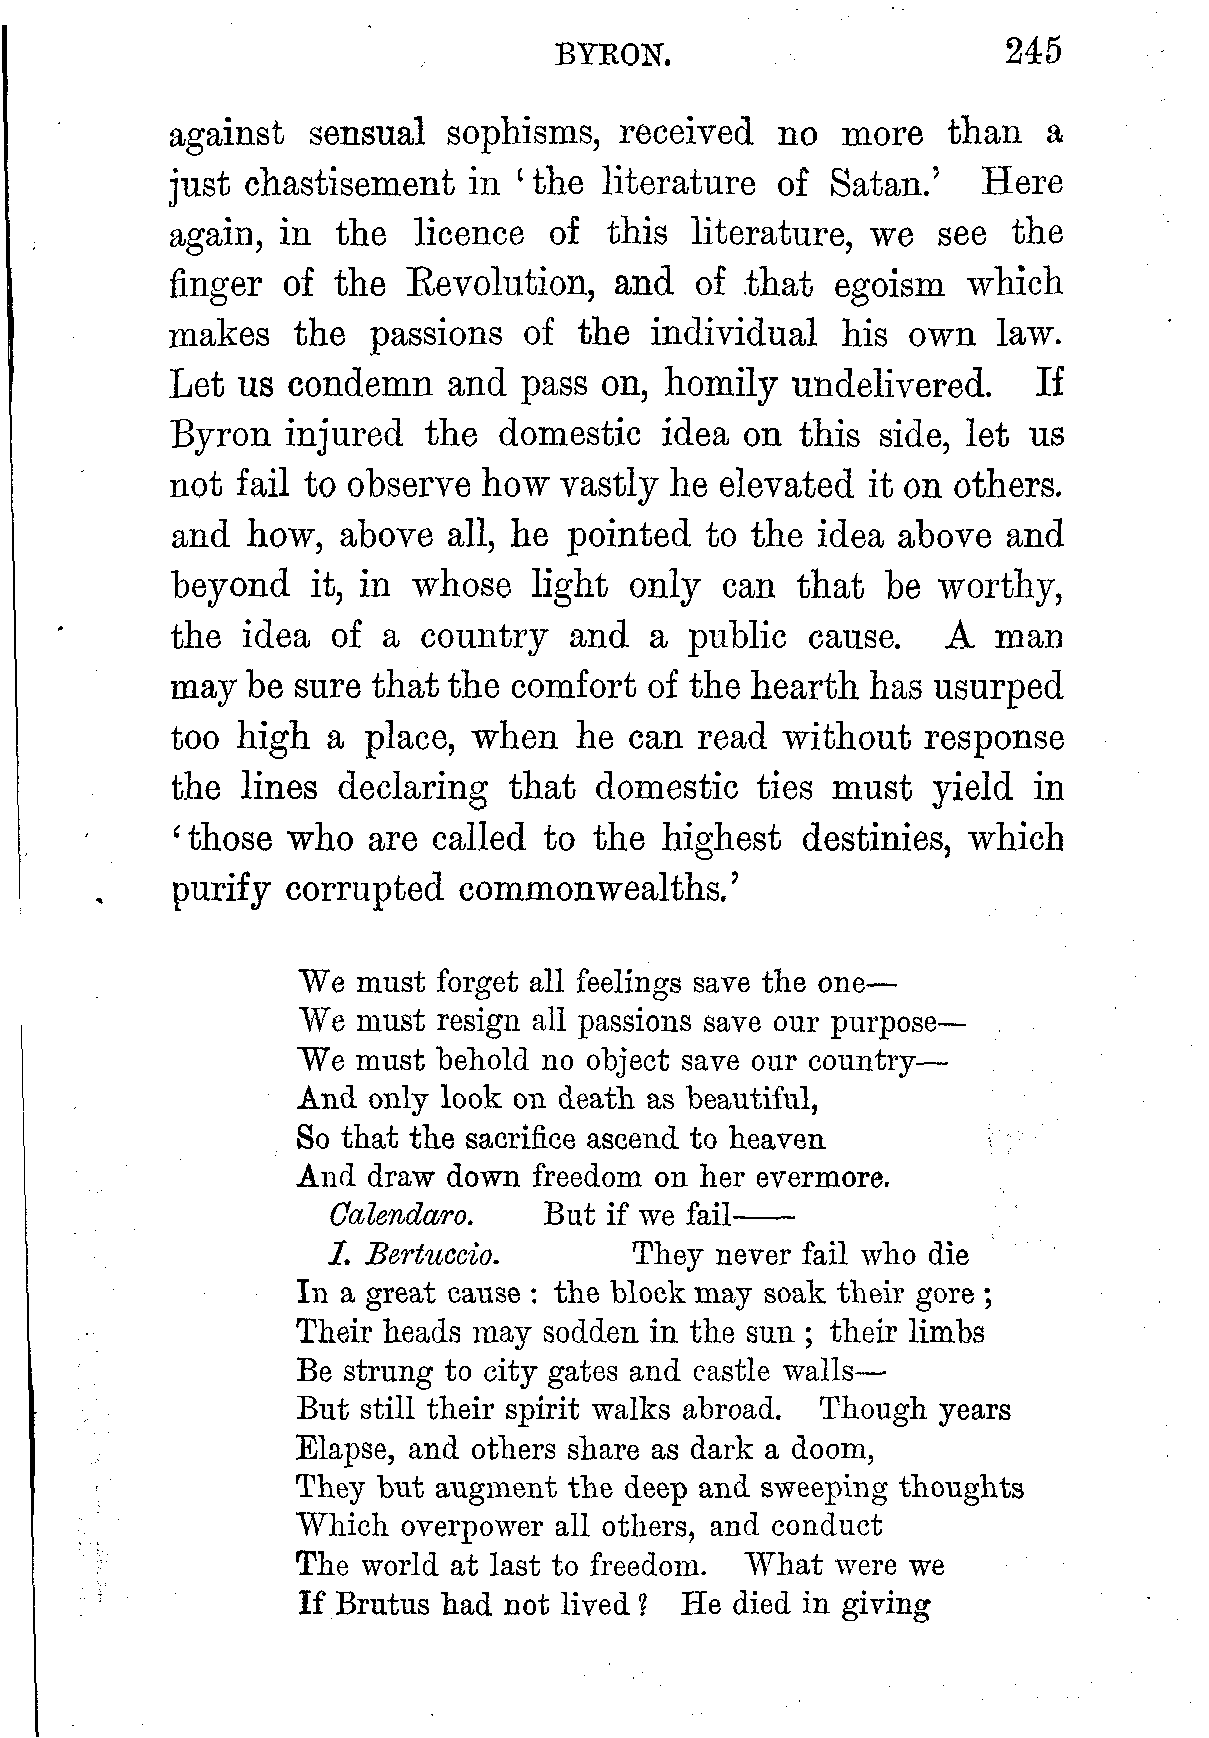 BYRON. 245
against sensual sophisms, received no more than a
just chastisement in ‘the literature of Satan.’ Here
again, in the licence of this literature, we see the
finger of the Revolution, and of that egoism which
makes the passions of the individual his own law.
Let us condemn and pass on, homily undelivered. If
Byron injured the domestic idea on this side, let us
not fail to observe how vastly he elevated it on others.
and how, above all, he pointed to the idea above and
beyond it, in whose light only can that be worthy,
the idea of a country and a public cause. A man
may be sure that the comfort of the hearth has usurped
too high a place, when he can read without response
the lines declaring that domestic ties must yield in
‘those who are called to the highest destinies, which
purify corrupted commonwealths.’
We must forget all feelings save the one—
We must resign all passions save our purpose—
We must behold no object save our country—
And only look on death as beautiful,
So that the sacrifice ascend to heaven
And draw down freedom on her evermore.
Calendaro. But if we fail——
I. Bertuccio. They never fail who die
In a great cause : the block may soak their gore ;
Their heads may sodden in the sun ; their limbs
Be strung to city gates and castle walls—
But still their spirit walks abroad. Though years
Elapse, and others share as dark a doom,
They but augment the deep and sweeping thoughts
Which overpower all others, and conduct
The world at last to freedom. What were we
If Brutus had not lived ? He died in giving